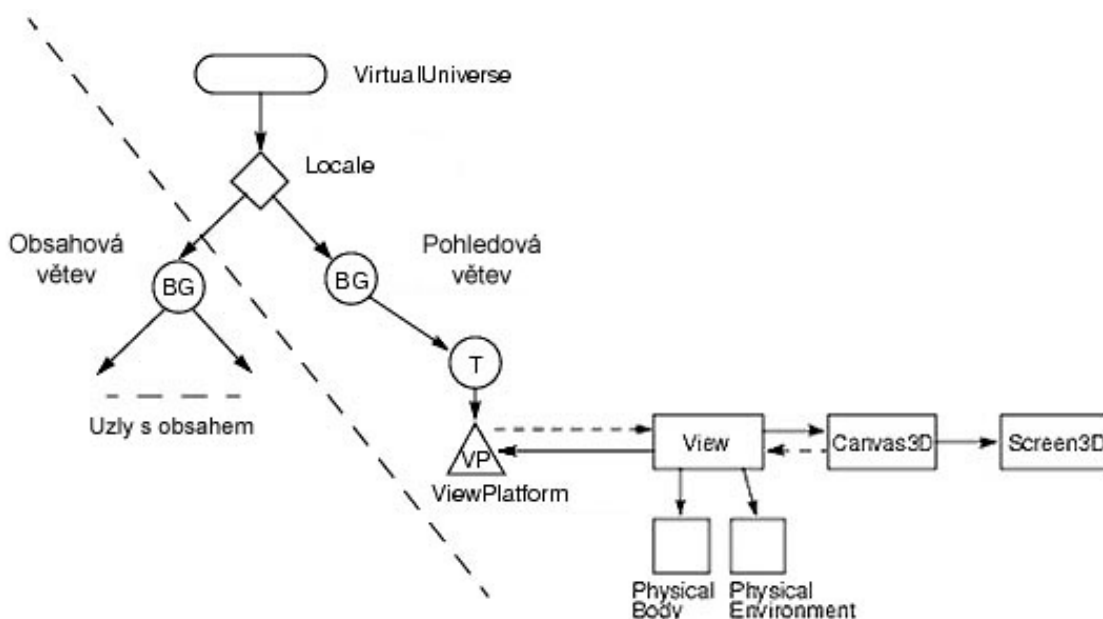 VirtualUniverse
Locale
Obsahová
větev
Pohledová
větev
BG
BG
T
Uzly s obsahem
VP
ViewPlatform
View
Canvas3D
Screen3D
Physical
Body
Physical
Environment